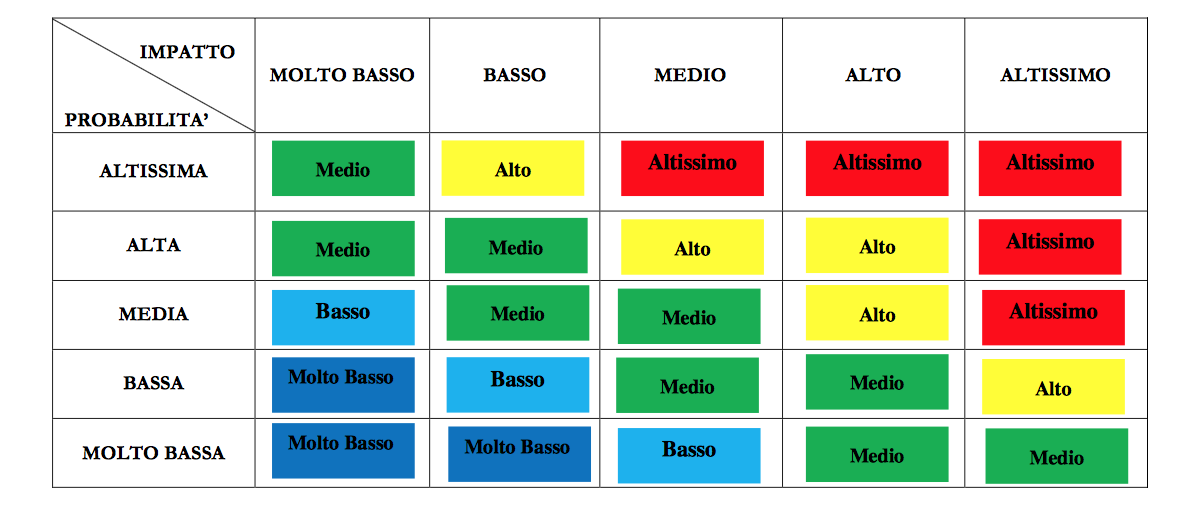 IMPATTO
PROBABILITA’
MOLTO BASSO BASSO MEDIO ALTO ALTISSIMO
ALTISSIMA Medio Alto Altissimo Altissimo Altissimo
ALTA Medio Medio Alto Alto Altissimo
MEDIA Basso Medio Medio Alto Altissimo
BASSA Molto Basso Basso Medio Medio Alto
MOLTO BASSA Molto Basso Molto Basso Basso Medio Medio